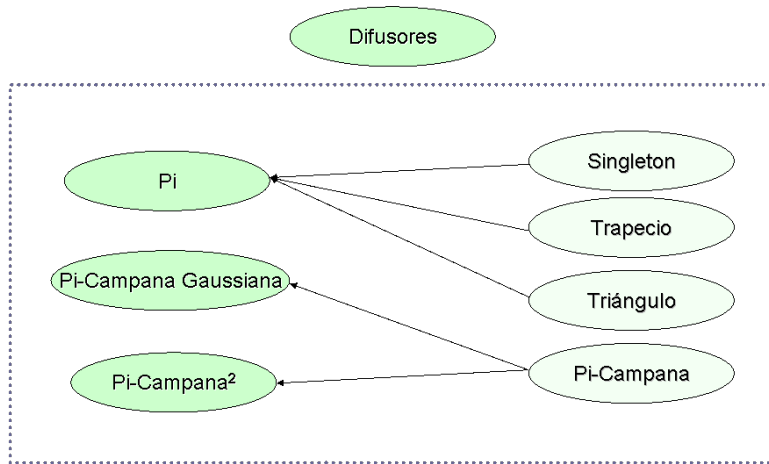 Difusores
Pi
Singleton
Trapecio
Pi-Campana Gaussiana
Triángulo
Pi-Campana²
Pi-Campana